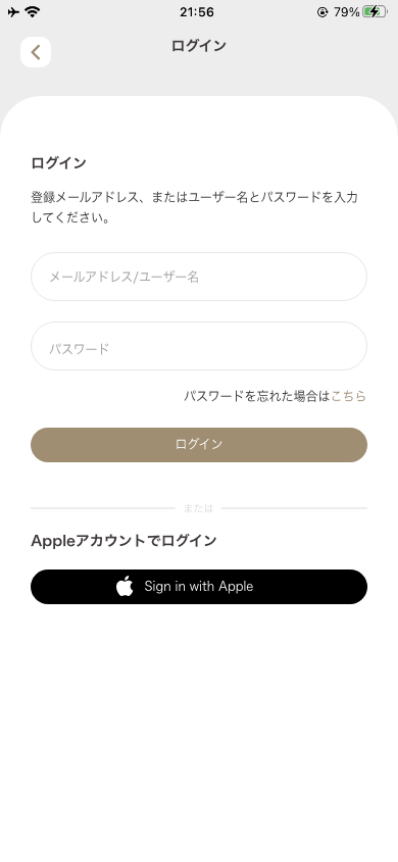 21:56
79%
ログイン
ログイン
登録メールアドレス、またはユーザー名とパスワードを入力
してください。
メールアドレス/ユーザー名
パスワード
パスワードを忘れた場合はこちら
ログイン
または
Appleアカウントでログイン
Sign in with Apple